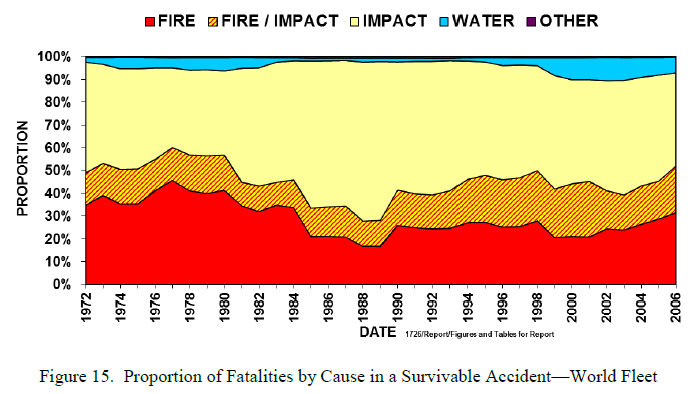 FIRE FIRE / IMPACT IMPACT WATER OTHER
100%
90%
80%
70%
60%
50%
40%
30%
20%
10%
0%
PROPORTION
1972 1974 1976 1978 1980 1982 1984 1986 1988 1990 1992 1994 1996 1998 2000 2002 2004 2006
DATE 1726/Report/Figures and Tables for Report
Figure 15. Proportion of Fatalities by Cause in a Survivable Accident—World Fleet